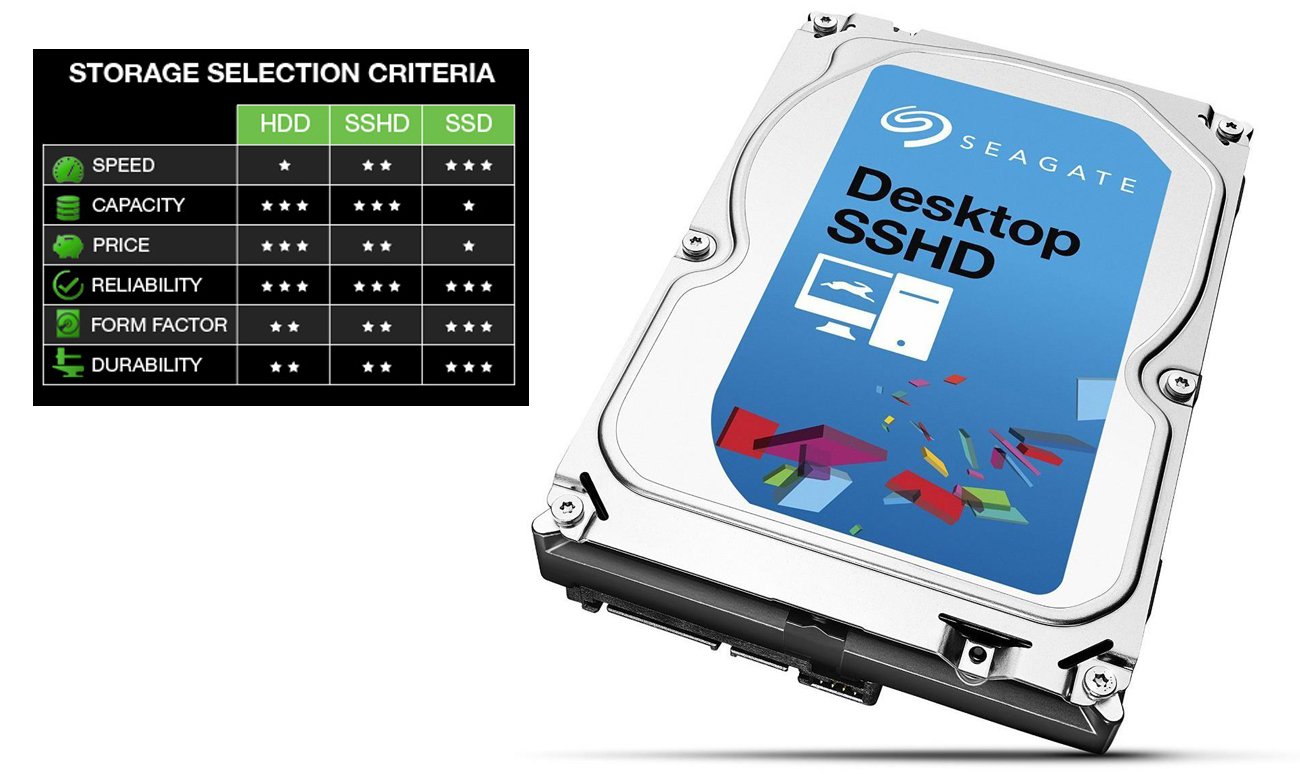 STORAGE SELECTION CRITERIA
HDD SSHD SSD
SPEED ★ ★★ ★★★
CAPACITY ★★★ ★★★ ★
PRICE ★★★ ★★ ★
RELIABILITY ★★★ ★★★ ★★★
FORM FACTOR ★★ ★★ ★★★
DURABILITY ★★ ★★ ★★★
SEAGATE
Desktop
SSHD